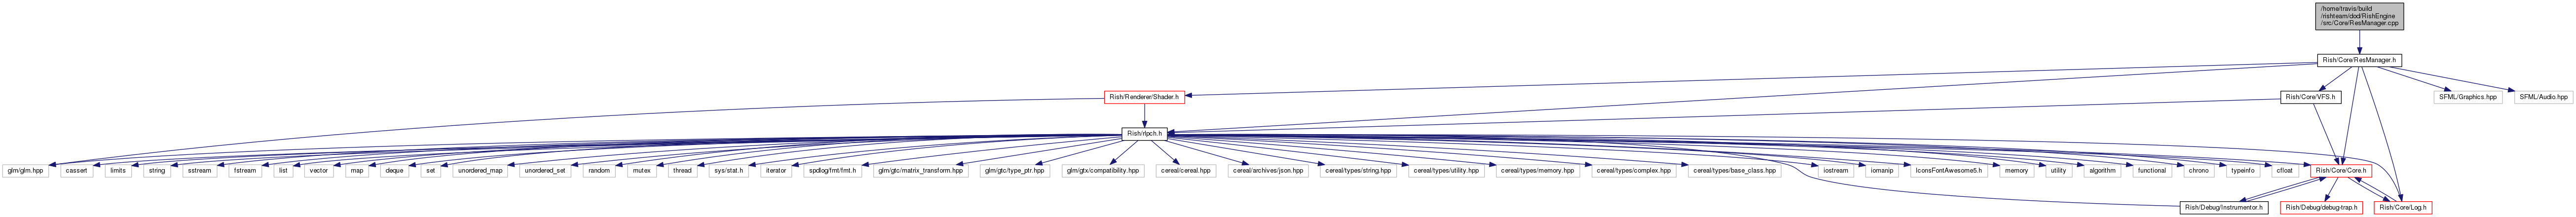 /home/travis/build
/rishteam/dod/RishEngine
/src/Core/ResManager.cpp
Rish/Core/ResManager.h
Rish/Renderer/Shader.h
Rish/Core/VFS.h
SFML/Graphics.hpp
SFML/Audio.hpp
Rish/rlpch.h
glm/glm.hpp
cassert
limits
string
sstream
fstream
list
vector
map
deque
set
unordered_map
unordered_set
random
mutex
thread
sys/stat.h
iterator
spdlog/fmt/fmt.h
glm/gtc/matrix_transform.hpp
glm/gtc/type_ptr.hpp
glm/gtx/compatibility.hpp
cereal/cereal.hpp
cereal/archives/json.hpp
cereal/types/string.hpp
cereal/types/utility.hpp
cereal/types/memory.hpp
cereal/types/complex.hpp
cereal/types/base_class.hpp
iostream
iomanip
IconsFontAwesome5.h
memory
utility
algorithm
functional
chrono
typeinfo
cfloat
Rish/Core/Core.h
Rish/Debug/Instrumentor.h
Rish/Debug/debug-trap.h
Rish/Core/Log.h